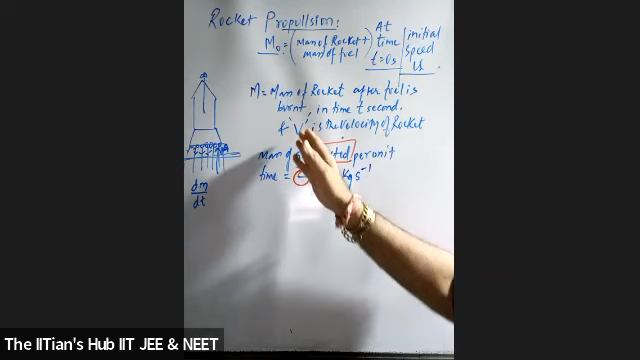 Rocket Propullsion:
M₀ = (Mass of Rocket + mass of fuel) At time t=0s | initial speed u.
M = Mass of Rocket after fuel is
burnt, in time t second.
& 'V' is the velocity of Rocket
Mass per unit
time = kg s⁻¹
dm
dt
The IITian's Hub IIT JEE & NEET